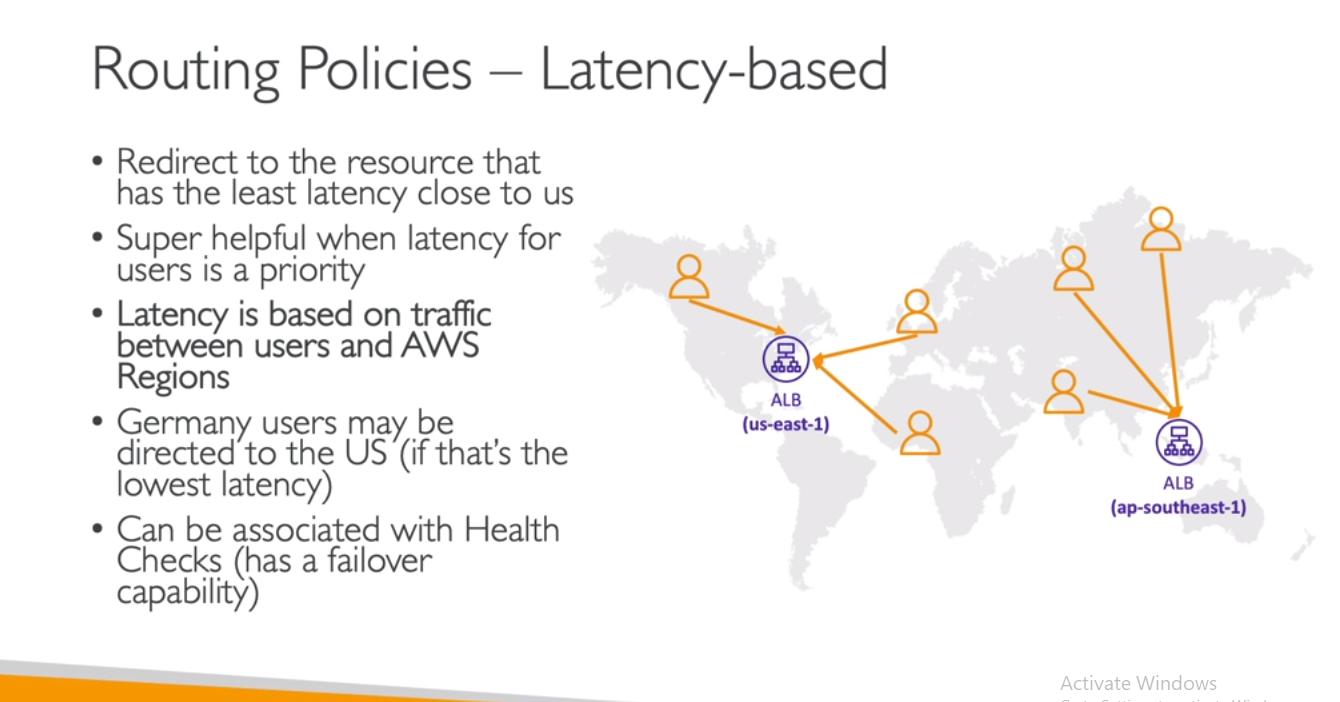 Routing Policies – Latency-based
• Redirect to the resource that
has the least latency close to us
• Super helpful when latency for
users is a priority
• Latency is based on traffic
between users and AWS
Regions
• Germany users may be
directed to the US (if that's the
lowest latency)
• Can be associated with Health
Checks (has a failover
capability)
ALB
(us-east-1)
ALB
(ap-southeast-1)
Activate Windows